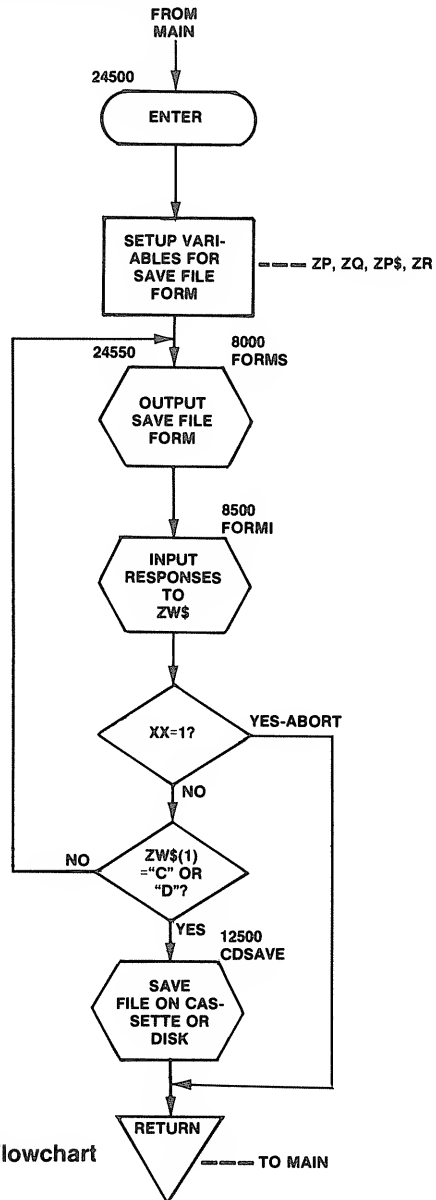 FROM
MAIN
24500
ENTER
SETUP VARI-
ABLES FOR
SAVE FILE
FORM
ZP, ZQ, ZP$, ZR
24550
8000
FORMS
OUTPUT
SAVE FILE
FORM
8500
FORMI
INPUT
RESPONSES
TO
ZW$
XX=1?
YES-ABORT
NO
ZW$(1)
="C" OR
"D"?
NO
YES
12500
CDSAVE
SAVE
FILE ON CAS-
SETTE OR
DISK
RETURN
lowchart
TO MAIN